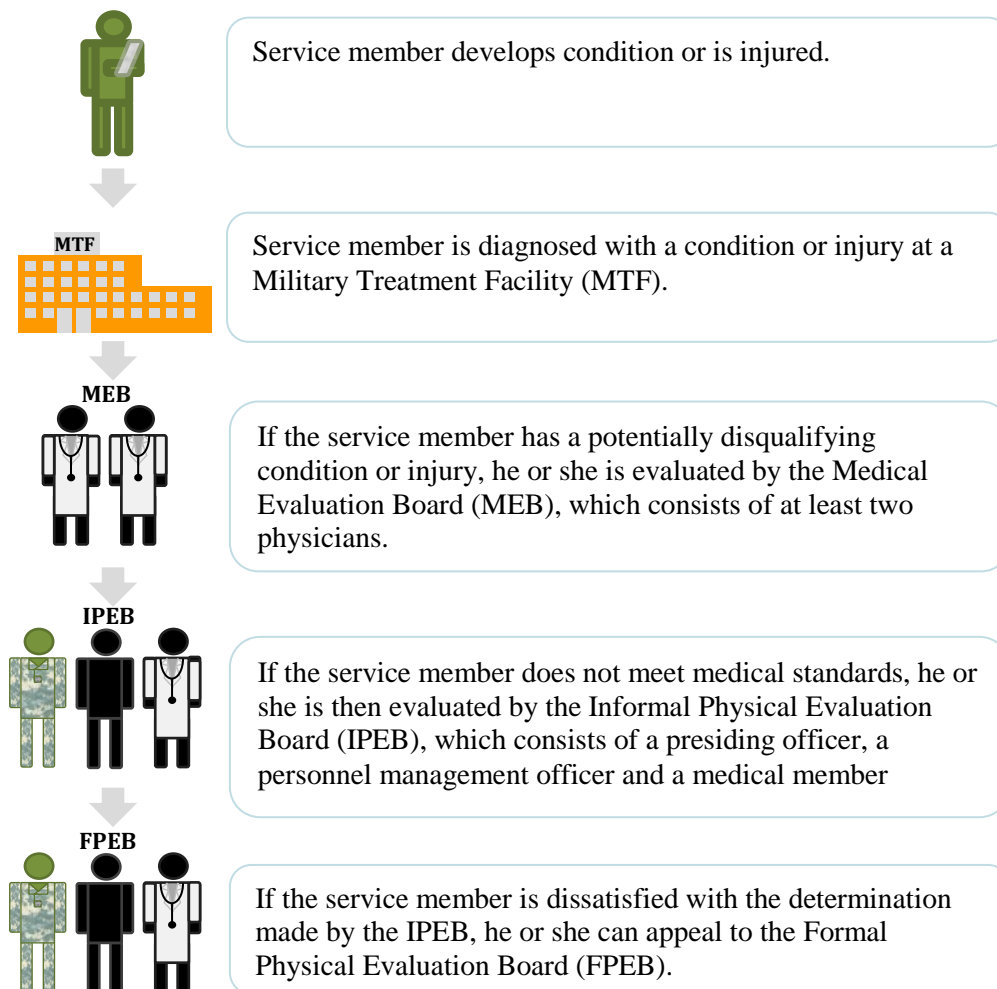 Service member develops condition or is injured.
MTF
Service member is diagnosed with a condition or injury at a
Military Treatment Facility (MTF).
MEB
If the service member has a potentially disqualifying
condition or injury, he or she is evaluated by the Medical
Evaluation Board (MEB), which consists of at least two
physicians.
IPEB
If the service member does not meet medical standards, he or
she is then evaluated by the Informal Physical Evaluation
Board (IPEB), which consists of a presiding officer, a
personnel management officer and a medical member
FPEB
If the service member is dissatisfied with the determination
made by the IPEB, he or she can appeal to the Formal
Physical Evaluation Board (FPEB).